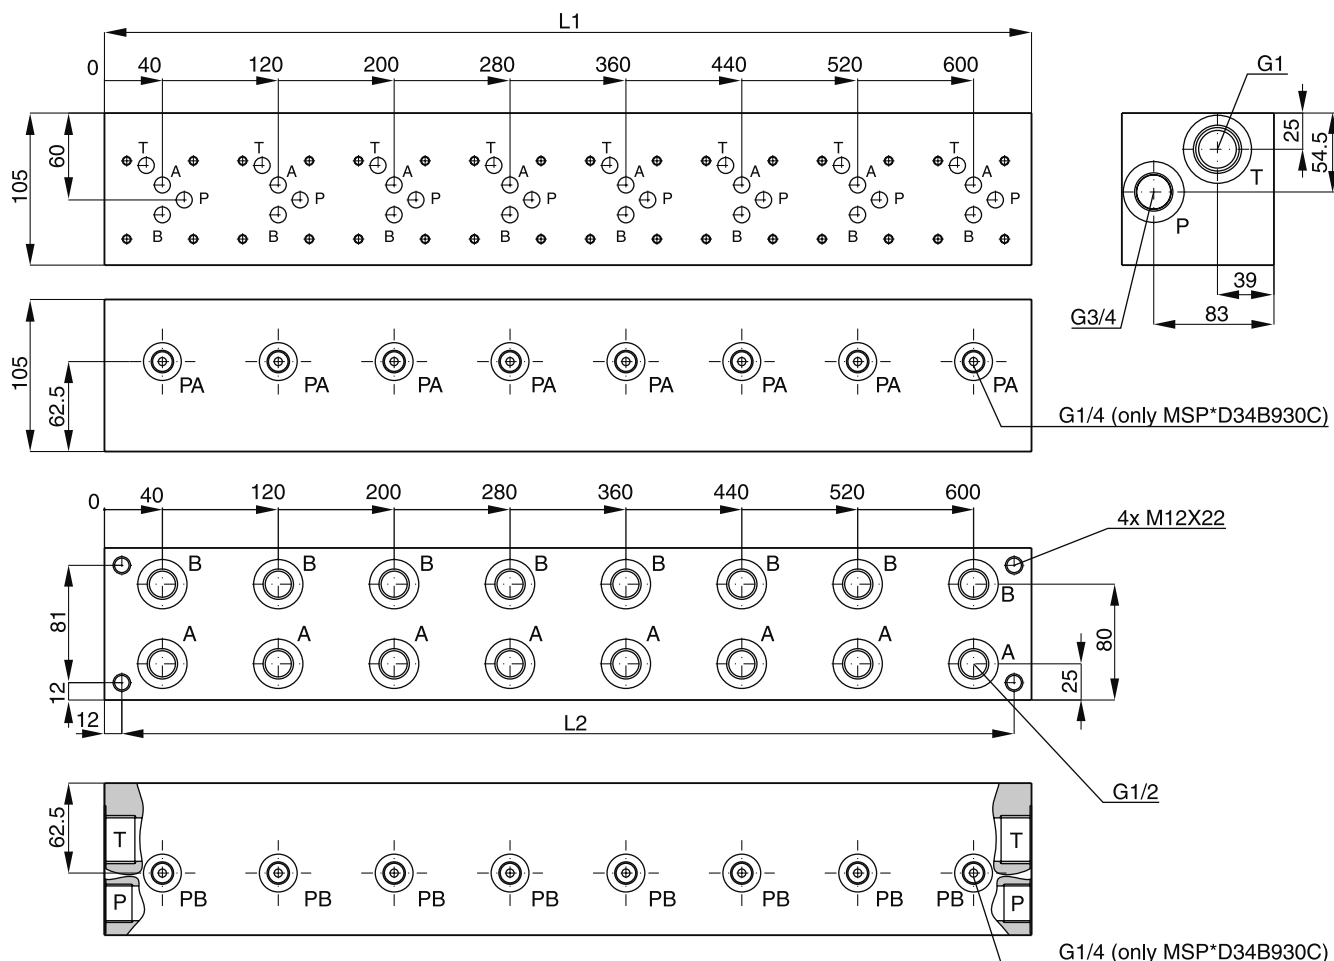 L1
0 40 120 200 280 360 440 520 600
G1
105
60
25
54.5
T T T T T T T T
A A A A A A A A
P P P P P P P P
B B B B B B B B
T
P
39
83
G3/4
105
62.5
PA PA PA PA PA PA PA PA
G1/4 (only MSP*D34B930C)
0 40 120 200 280 360 440 520 600
4x M12X22
B B B B B B B B
81
A A A A A A A A
80
25
12
12
L2
G1/2
62.5
T T
P P
PB PB PB PB PB PB PB PB
G1/4 (only MSP*D34B930C)